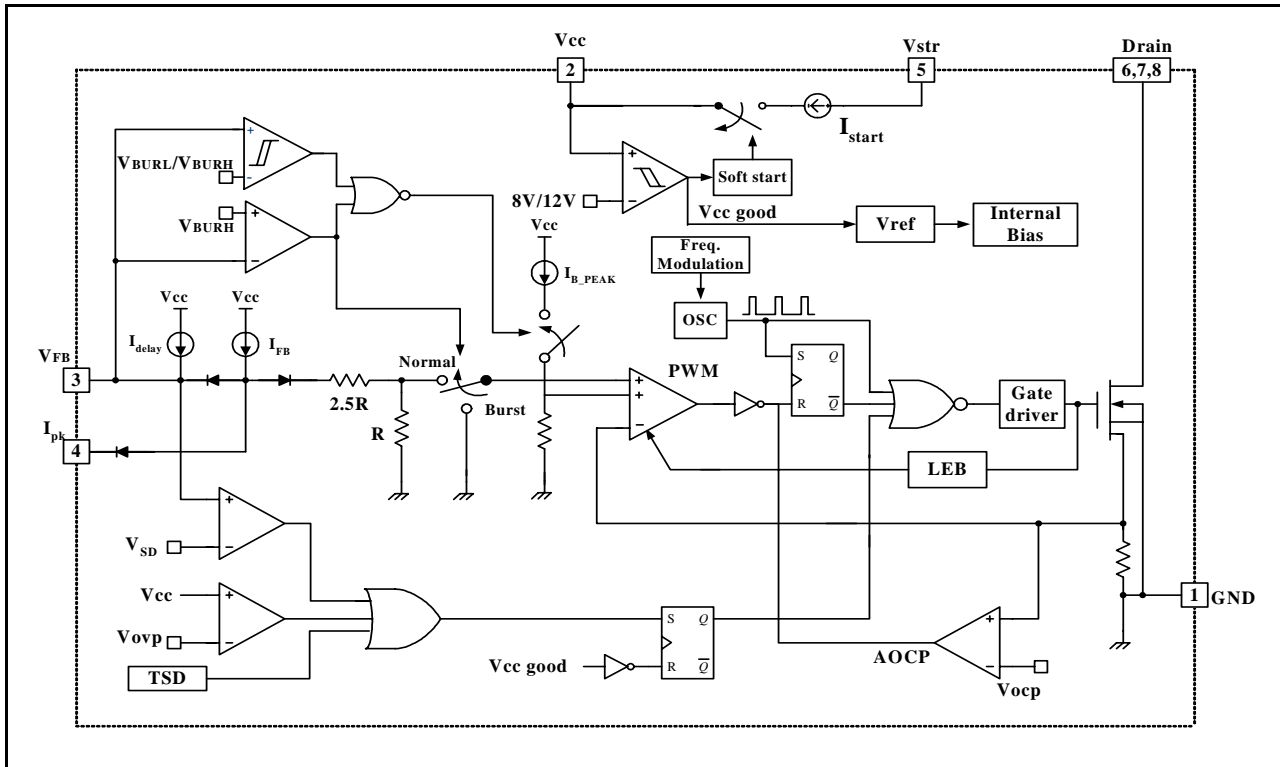 Vcc
2
Vstr
5
Drain
6,7,8
+
-
VBURL/VBURH
VBURH
+
−
Istart
+
−
8V/12V
Soft start
Vcc good
Vref
Internal
Bias
Vcc
IB_PEAK
Freq.
Modulation
OSC
Vcc
Vcc
Idelay
IFB
VFB
3
Normal
Burst
2.5R
R
Ipk
4
PWM
+
+
−
S
Q
R
Q
Gate
driver
LEB
VSD
+
−
Vcc
Vovp
+
−
TSD
Vcc good
S
Q
R
Q
AOCP
+
−
Vocp
1
GND